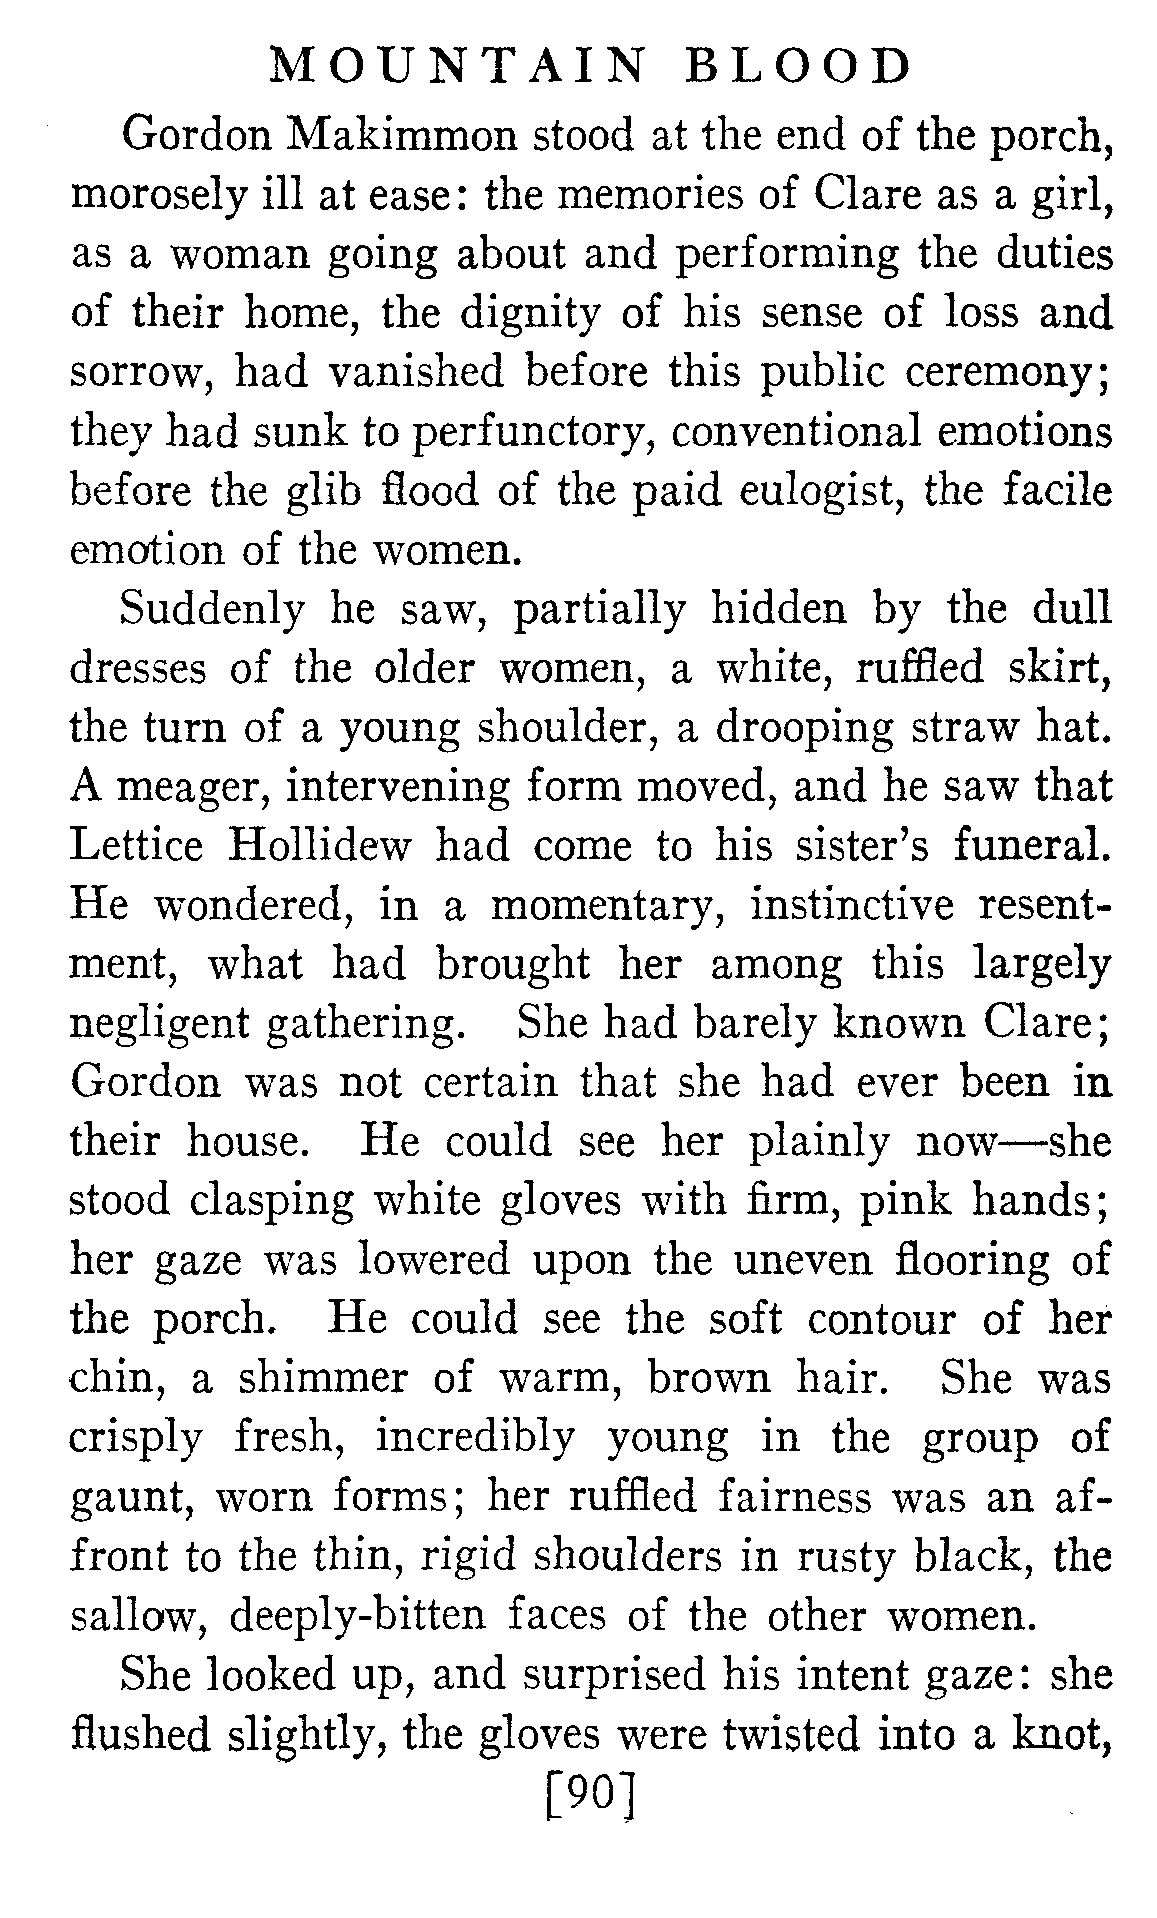 MOUNTAIN BLOOD
Gordon Makimmon stood at the end of the porch,
morosely ill at ease: the memories of Clare as a girl,
as a woman going about and performing the duties
of their home, the dignity of his sense of loss and
sorrow, had vanished before this public ceremony;
they had sunk to perfunctory, conventional emotions
before the glib flood of the paid eulogist, the facile
emotion of the women.
Suddenly he saw, partially hidden by the dull
dresses of the older women, a white, ruffled skirt,
the turn of a young shoulder, a drooping straw hat.
A meager, intervening form moved, and he saw that
Lettice Hollidew had come to his sister's funeral.
He wondered, in a momentary, instinctive resent-
ment, what had brought her among this largely
negligent gathering. She had barely known Clare;
Gordon was not certain that she had ever been in
their house. He could see her plainly now—she
stood clasping white gloves with firm, pink hands;
her gaze was lowered upon the uneven flooring of
the porch. He could see the soft contour of her
chin, a shimmer of warm, brown hair. She was
crisply fresh, incredibly young in the group of
gaunt, worn forms; her ruffled fairness was an af-
front to the thin, rigid shoulders in rusty black, the
sallow, deeply-bitten faces of the other women.
She looked up, and surprised his intent gaze: she
flushed slightly, the gloves were twisted into a knot,
[90]